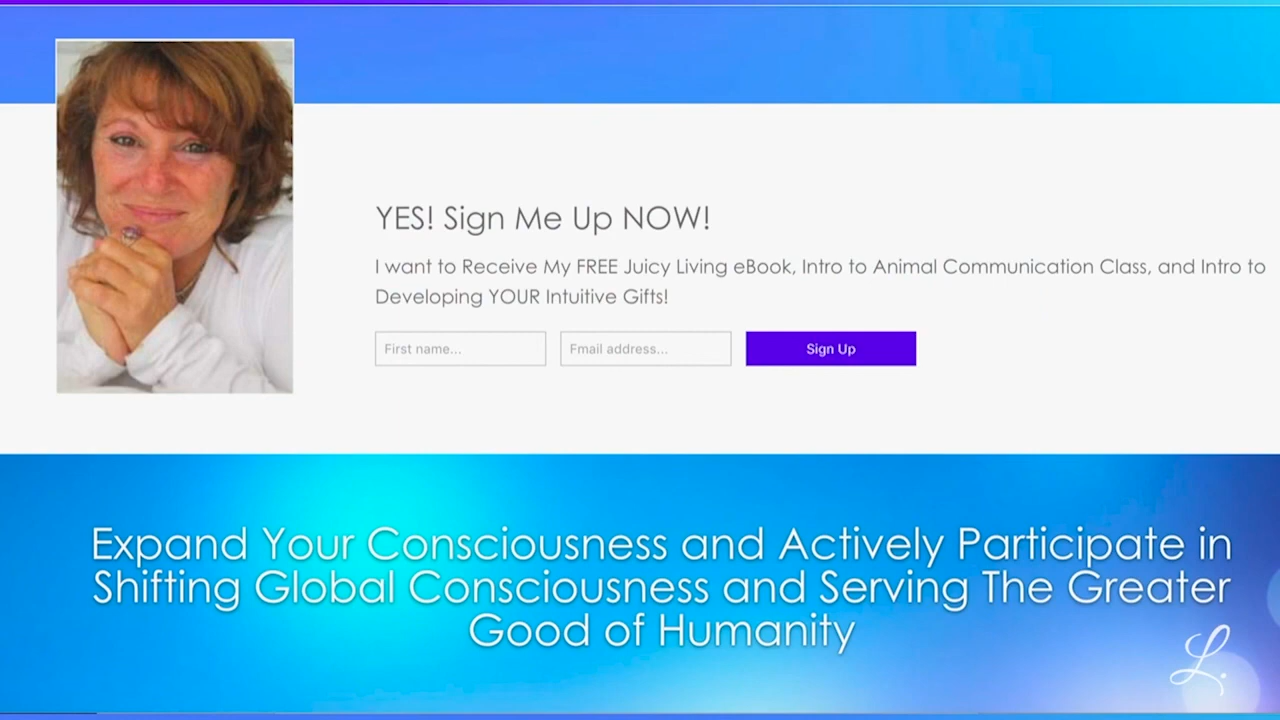 YES! Sign Me Up NOW!
I want to Receive My FREE Juicy Living eBook, Intro to Animal Communication Class, and Intro to
Developing YOUR Intuitive Gifts!
First name... Fmail address... Sign Up
Expand Your Consciousness and Actively Participate in
Shifting Global Consciousness and Serving The Greater
Good of Humanity
L.